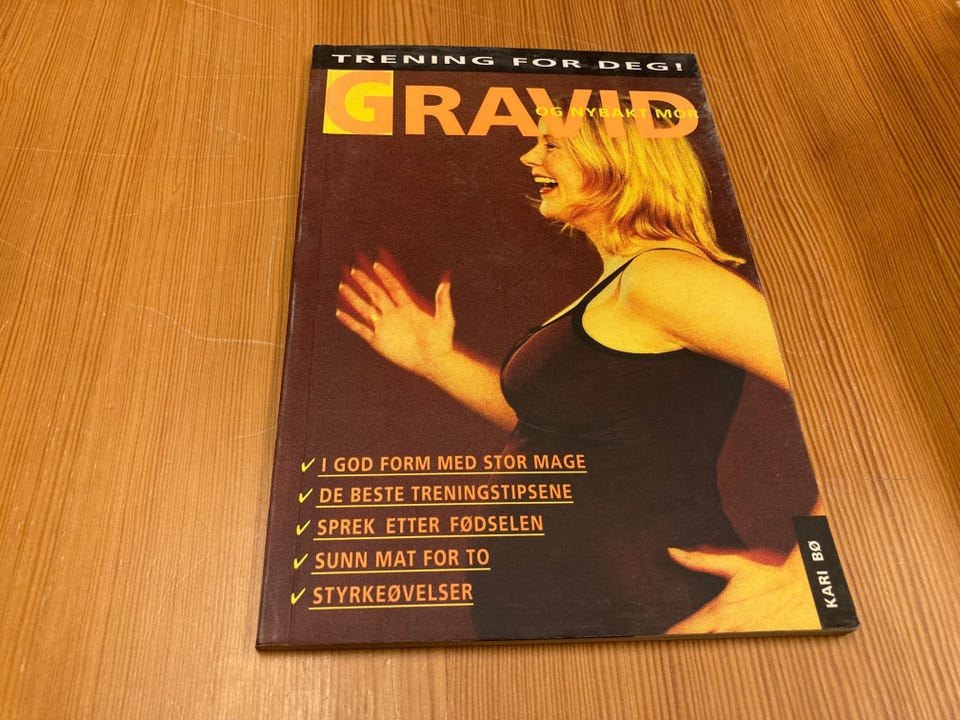 TRENING FOR DEG!
GRAVID
OG NYBAKT MOR
✓ I GOD FORM MED STOR MAGE
✓ DE BESTE TRENINGSTIPSENE
✓ SPREK ETTER FØDSELEN
✓ SUNN MAT FOR TO
✓ STYRKEØVELSER
KARI BØ